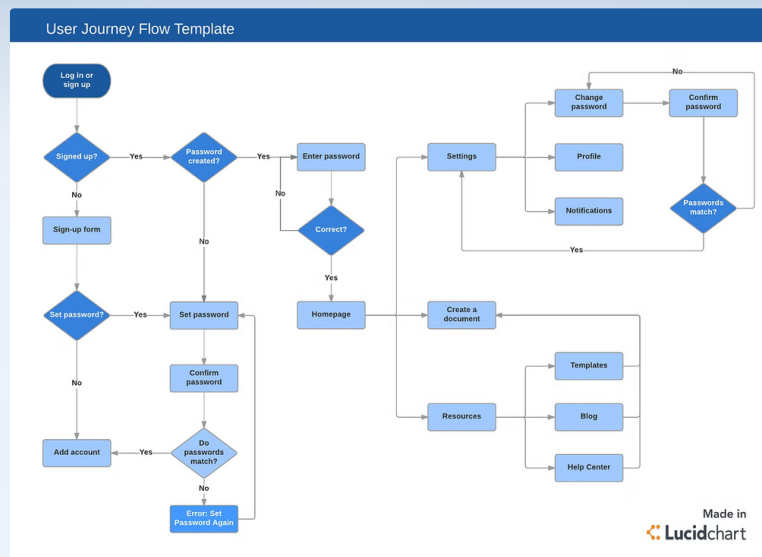 User Journey Flow Template
Log in or
sign up
Signed up?
Yes
Password
created?
Yes
Enter password
No
Correct?
No
Sign-up form
No
Yes
Set password?
Yes
Set password
Homepage
No
Confirm
password
Add account
Yes
Do
passwords
match?
No
Error: Set
Password Again
Settings
Change
password
Confirm
password
No
Profile
Notifications
Passwords
match?
Yes
Create a
document
Resources
Templates
Blog
Help Center
Made in
Lucidchart